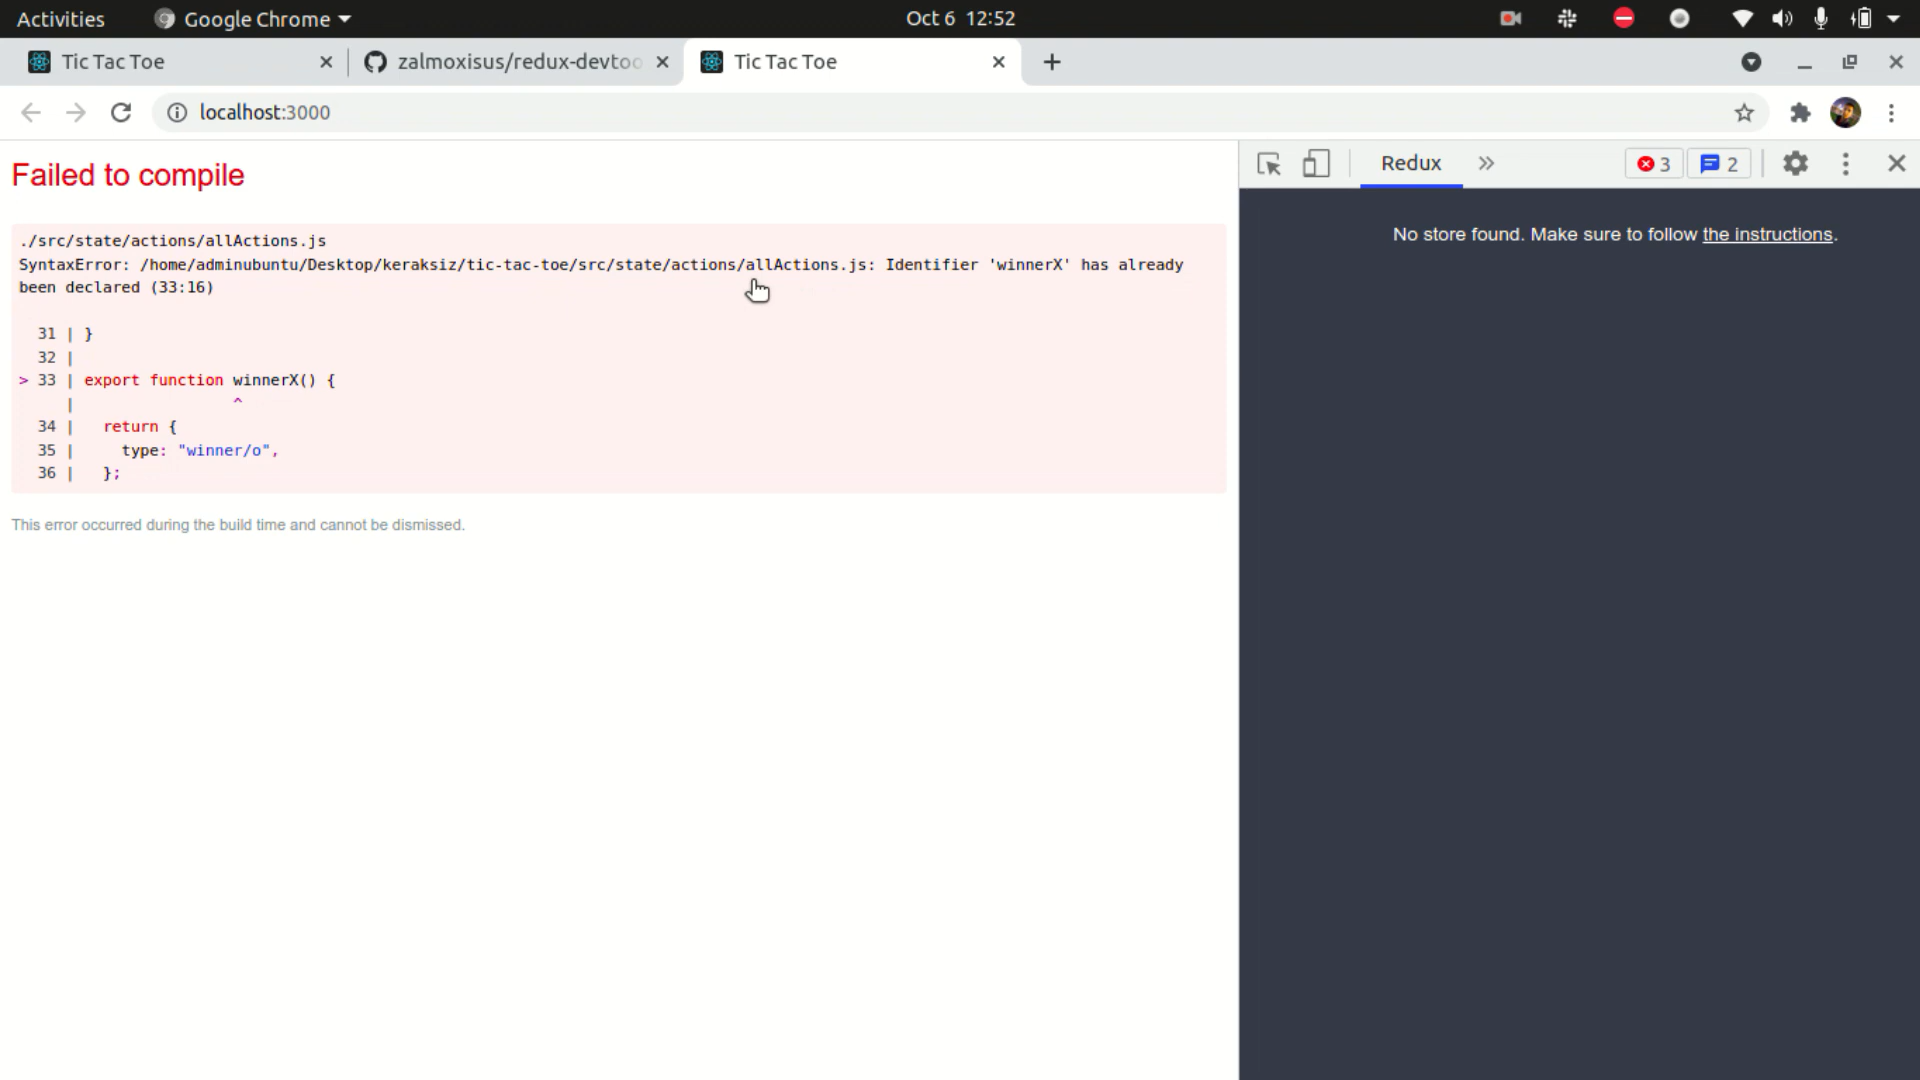 Activities
Google Chrome
Oct 6 12:52
Tic Tac Toe
zalmoxisus/redux-devtoo
Tic Tac Toe
localhost:3000
Failed to compile
Redux
3
2
./src/state/actions/allActions.js
SyntaxError: /home/adminubuntu/Desktop/keraksiz/tic-tac-toe/src/state/actions/allActions.js: Identifier 'winnerX' has already
been declared (33:16)
31 | }
32 |
> 33 | export function winnerX() {
| ^
34 | return {
35 | type: "winner/o",
36 | };
This error occurred during the build time and cannot be dismissed.
No store found. Make sure to follow the instructions.